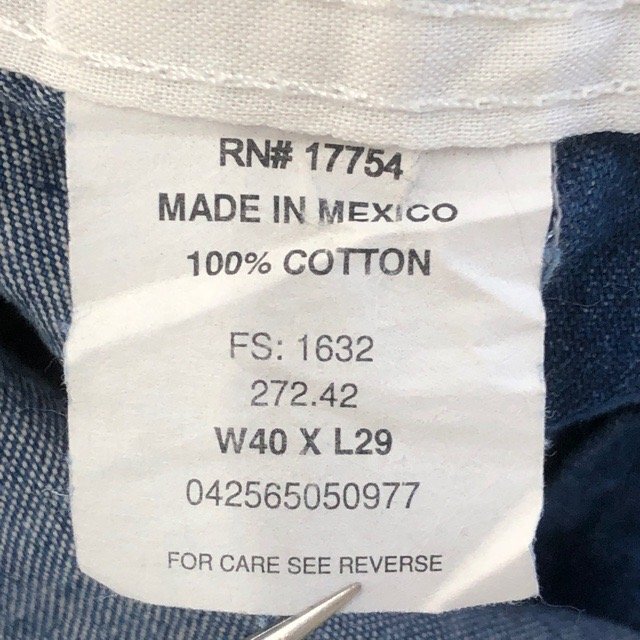 RN# 17754
MADE IN MEXICO
100% COTTON
FS: 1632
272.42
W40 X L29
042565050977
FOR CARE SEE REVERSE